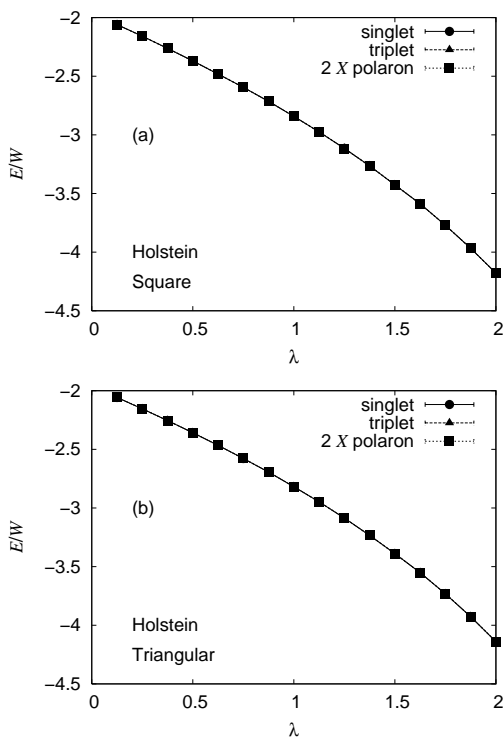 -2
-2.5
-3
-3.5
-4
-4.5
E/W
singlet
triplet
2 X polaron
(a)
Holstein
Square
0 0.5 1 1.5 2
λ
-2
-2.5
-3
-3.5
-4
-4.5
E/W
singlet
triplet
2 X polaron
(b)
Holstein
Triangular
0 0.5 1 1.5 2
λ